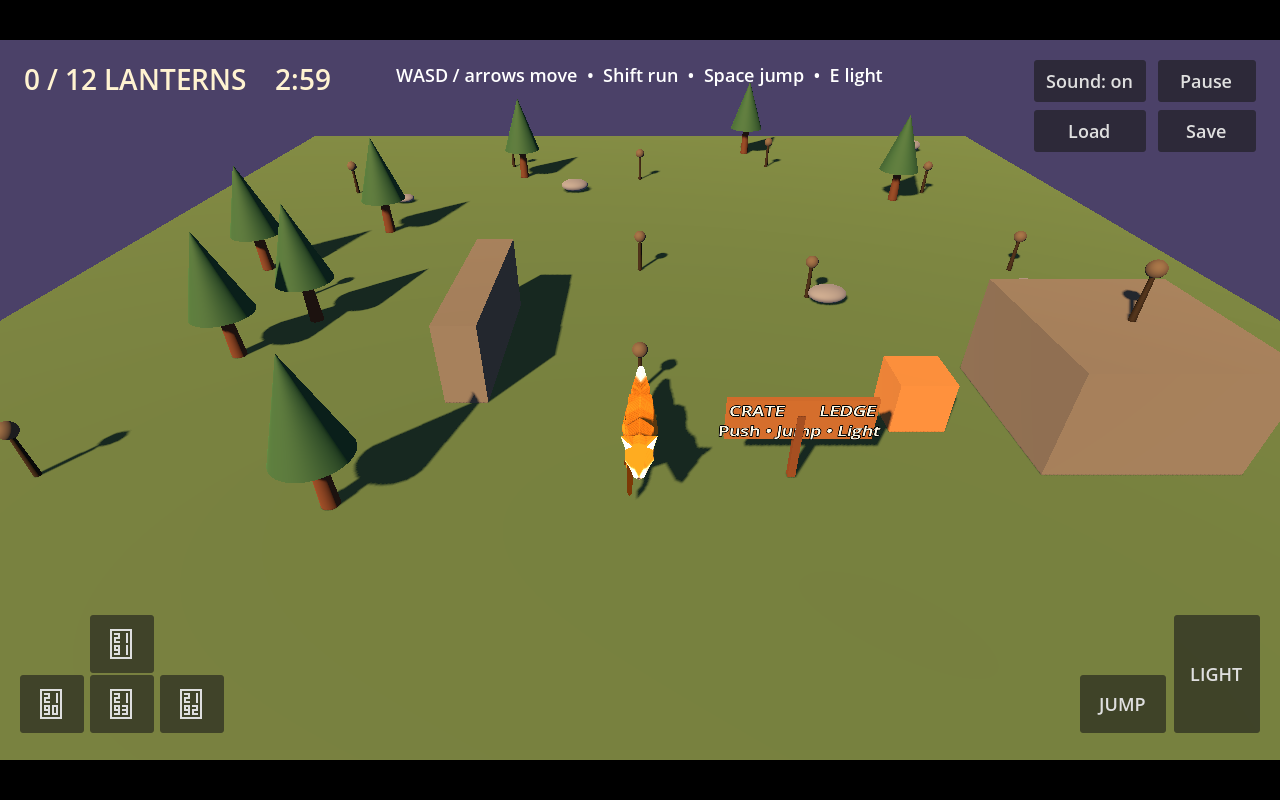 0 / 12 LANTERNS 2:59
WASD / arrows move • Shift run • Space jump • E light
Sound: on
Pause
Load
Save
CRATE LEDGE
Push • Jump • Light
LIGHT
JUMP